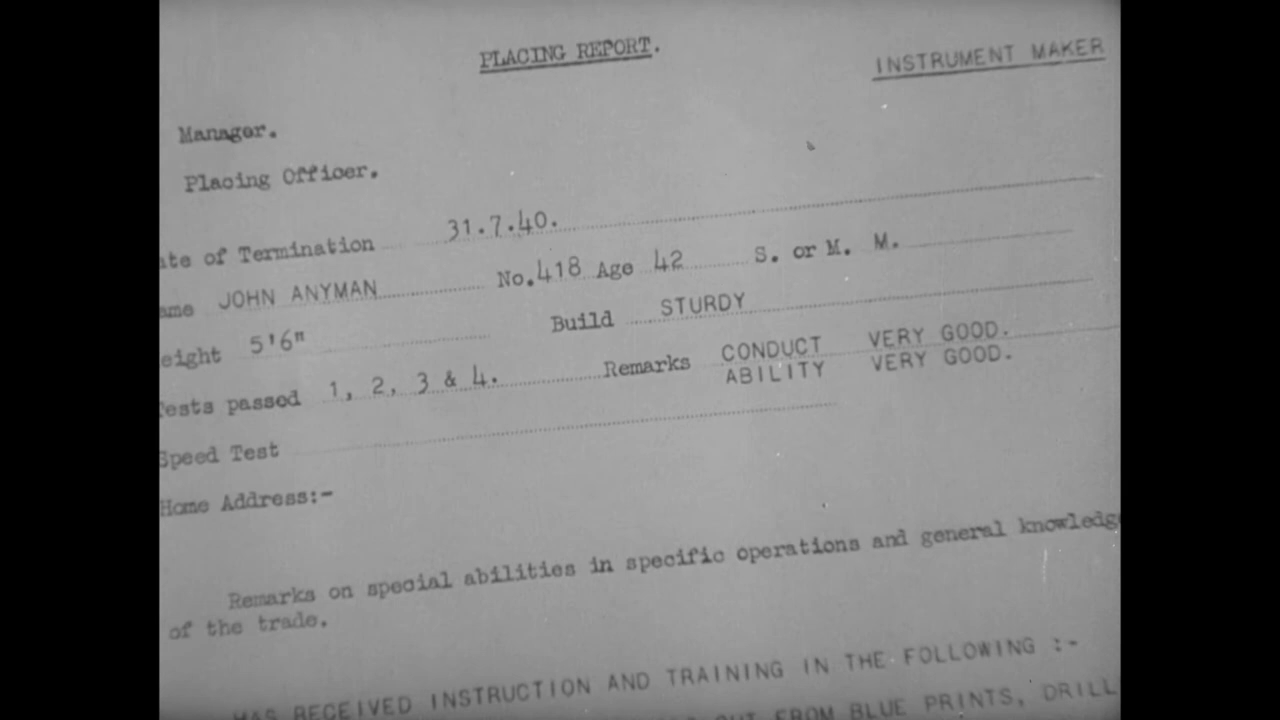 PLACING REPORT.
INSTRUMENT MAKER
Manager.
Placing Officer.
ate of Termination 31.7.40.
ame JOHN ANYMAN No.418 Age 42 S. or M. M.
eight 5'6" Build STURDY
Tests passed 1, 2, 3 & 4. Remarks CONDUCT VERY GOOD.
ABILITY VERY GOOD.
Speed Test
Home Address:-
Remarks on special abilities in specific operations and general knowledge
of the trade.
HAS RECEIVED INSTRUCTION AND TRAINING IN THE FOLLOWING :-
OUT FROM BLUE PRINTS, DRILL